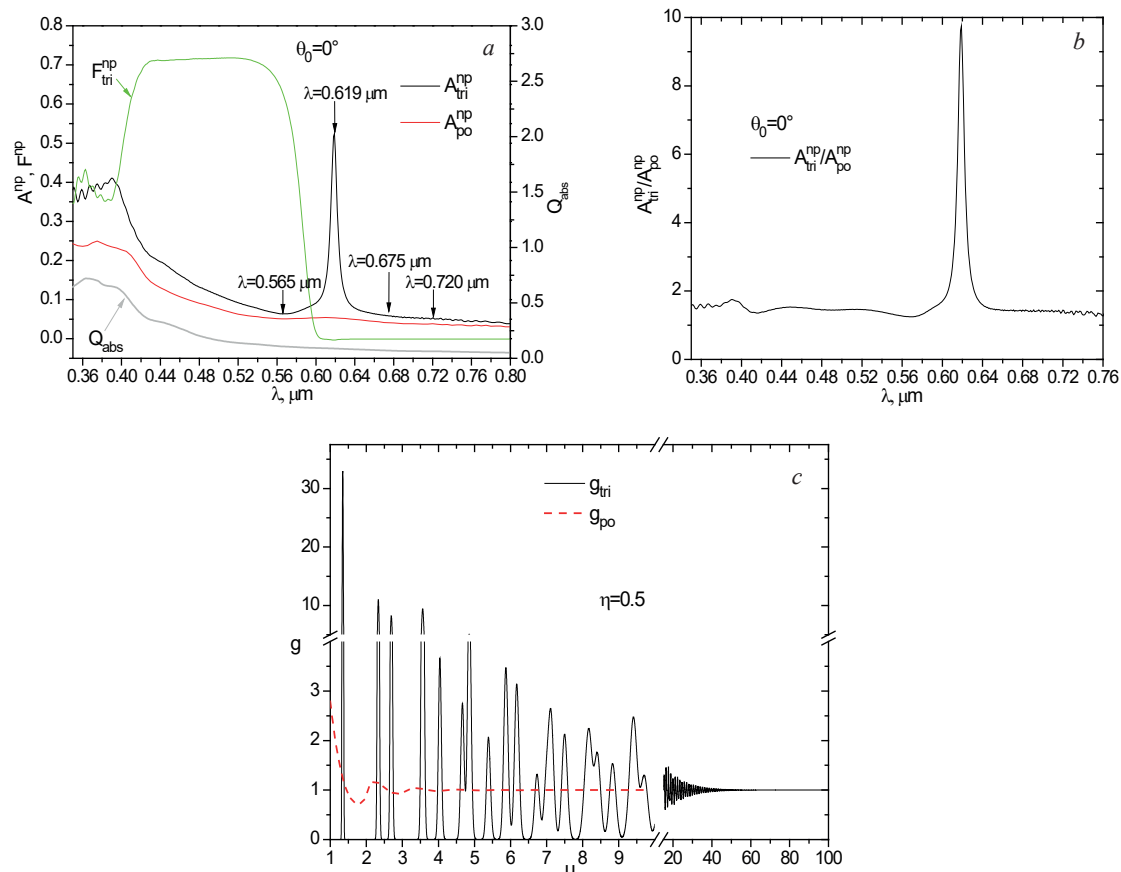 a
θ₀=0°
F_tri^np
A_tri^np
A_po^np
λ=0.619 µm
λ=0.565 µm
λ=0.675 µm
λ=0.720 µm
Q_abs
0.8
0.7
0.6
0.5
0.4
0.3
0.2
0.1
0.0
A^np, F^np
3.0
2.5
2.0
1.5
1.0
0.5
0.0
Q_abs
0.36 0.40 0.44 0.48 0.52 0.56 0.60 0.64 0.68 0.72 0.76 0.80
λ, µm
b
θ₀=0°
A_tri^np/A_po^np
10
8
6
4
2
0
A_tri^np/A_po^np
0.36 0.40 0.44 0.48 0.52 0.56 0.60 0.64 0.68 0.72 0.76
λ, µm
c
g_tri
g_po
η=0.5
30
20
10
g
3
2
1
0
1 2 3 4 5 6 7 8 9 20 40 60 80 100